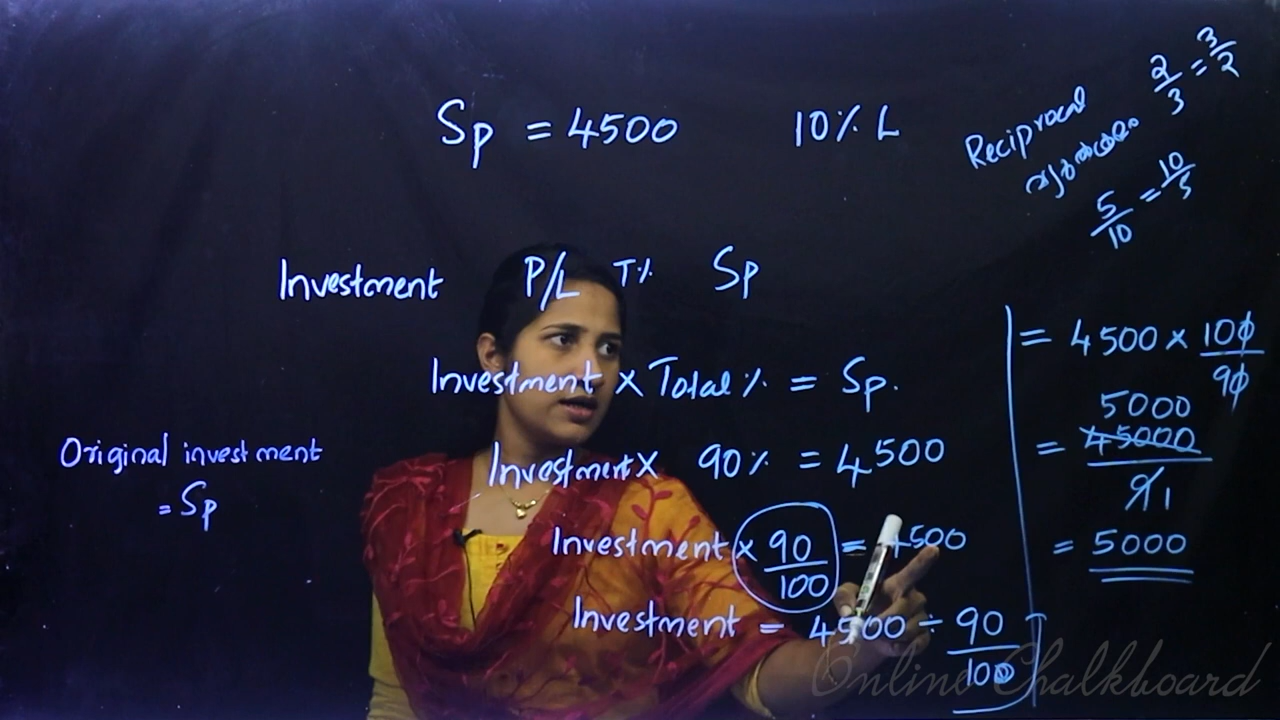 Sp = 4500 10% L
Reciprocal
2/3 = 3/2
5/10 = 10/5
Investment P/L T% Sp
Investment × Total % = Sp.
Investment × 90% = 4500
Investment × 90/100 = 4500
Investment = 4500 ÷ 90/100
Original investment
= Sp
= 4500 × 100/90
5000
= 45000/9 1
= 5000
Online Chalkboard